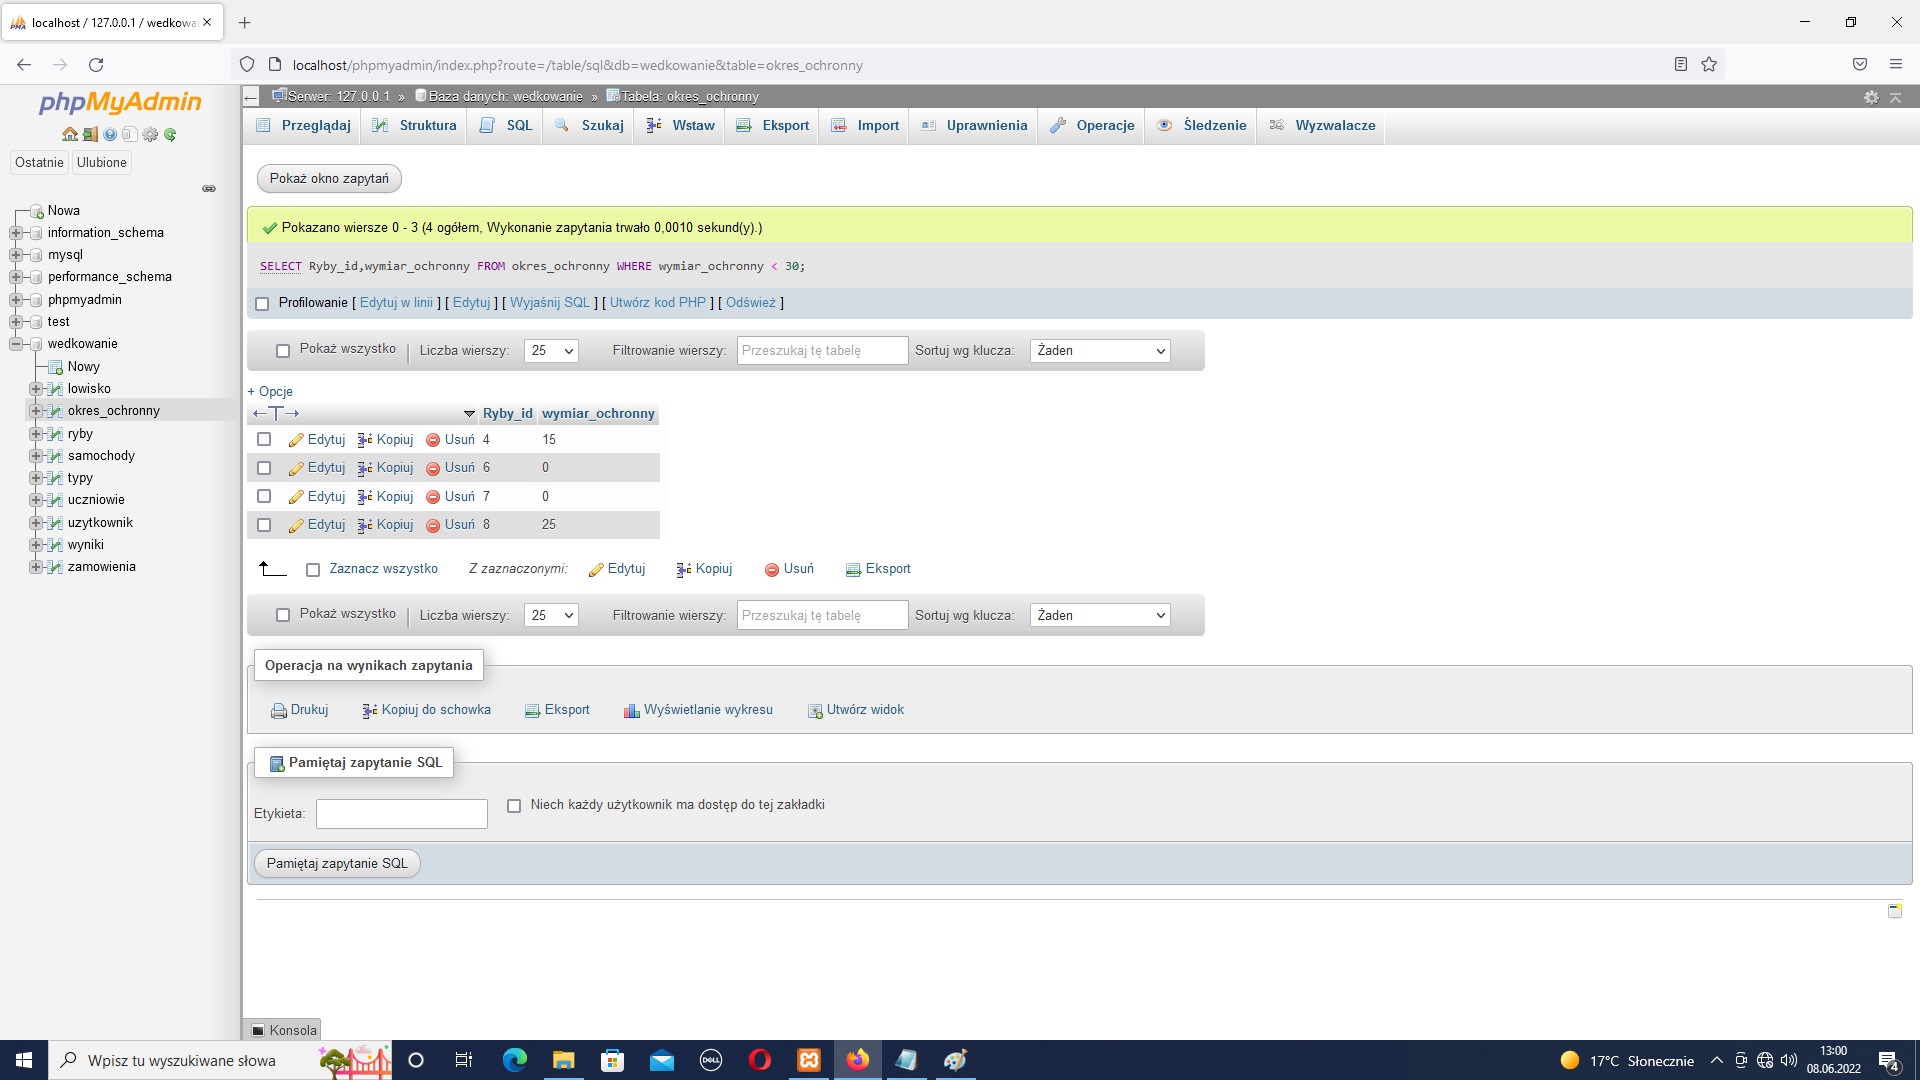 localhost / 127.0.0.1 / wedkowa
localhost/phpmyadmin/index.php?route=/table/sql&db=wedkowanie&table=okres_ochronny
phpMyAdmin
Ostatnie Ulubione
Nowa
information_schema
mysql
performance_schema
phpmyadmin
test
wedkowanie
Nowy
lowisko
okres_ochronny
ryby
samochody
typy
uczniowie
uzytkownik
wyniki
zamowienia
Serwer: 127.0.0.1 » Baza danych: wedkowanie » Tabela: okres_ochronny
Przeglądaj Struktura SQL Szukaj Wstaw Eksport Import Uprawnienia Operacje Śledzenie Wyzwalacze
Pokaż okno zapytań
Pokazano wiersze 0 - 3 (4 ogółem, Wykonanie zapytania trwało 0,0010 sekund(y).)
SELECT Ryby_id,wymiar_ochronny FROM okres_ochronny WHERE wymiar_ochronny < 30;
Profilowanie [ Edytuj w linii ] [ Edytuj ] [ Wyjaśnij SQL ] [ Utwórz kod PHP ] [ Odśwież ]
Pokaż wszystko | Liczba wierszy: 25 Filtrowanie wierszy: Przeszukaj tę tabelę Sortuj wg klucza: Żaden
+ Opcje
←T→ Ryby_id wymiar_ochronny
Edytuj Kopiuj Usuń 4 15
Edytuj Kopiuj Usuń 6 0
Edytuj Kopiuj Usuń 7 0
Edytuj Kopiuj Usuń 8 25
Zaznacz wszystko Z zaznaczonymi: Edytuj Kopiuj Usuń Eksport
Pokaż wszystko | Liczba wierszy: 25 Filtrowanie wierszy: Przeszukaj tę tabelę Sortuj wg klucza: Żaden
Operacja na wynikach zapytania
Drukuj Kopiuj do schowka Eksport Wyświetlanie wykresu Utwórz widok
Pamiętaj zapytanie SQL
Etykieta: Niech każdy użytkownik ma dostęp do tej zakładki
Pamiętaj zapytanie SQL
Konsola
Wpisz tu wyszukiwane słowa
DELL
17°C Słonecznie
13:00
08.06.2022
4